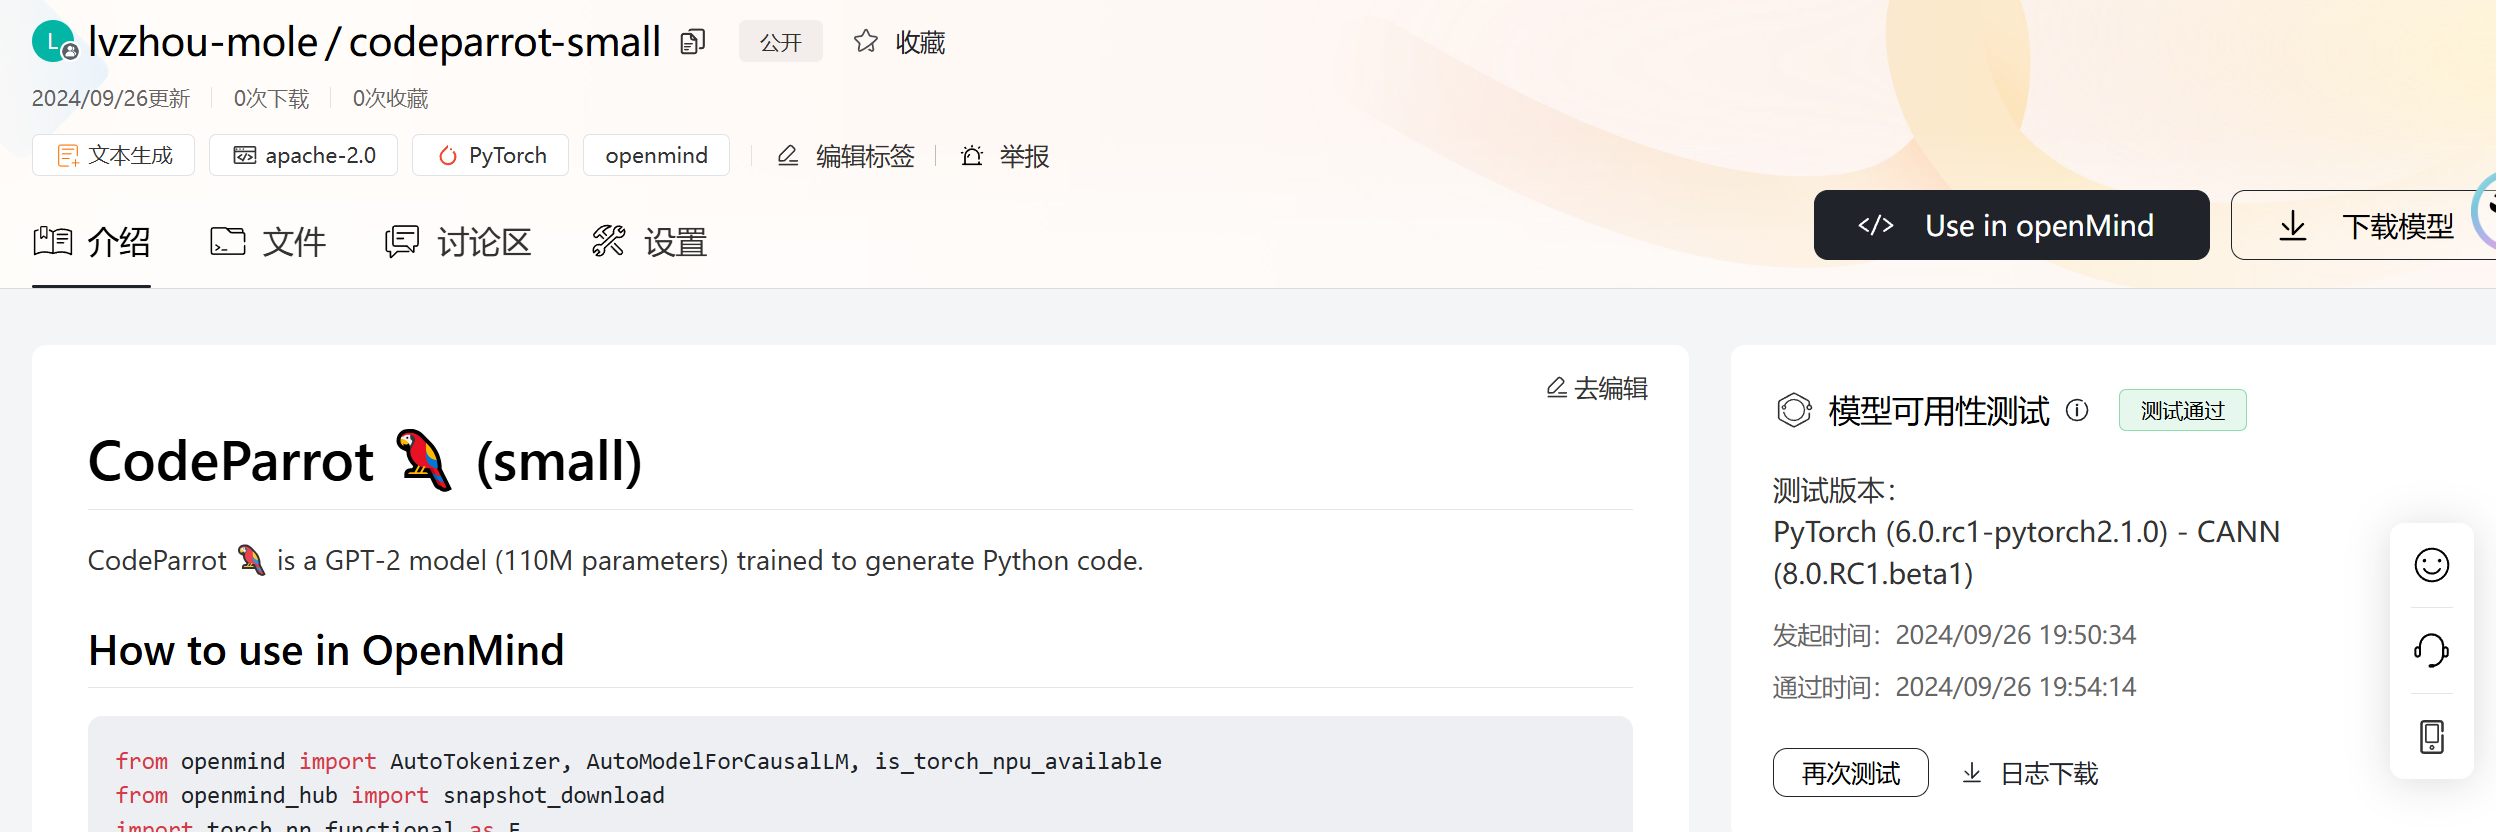 L lvzhou-mole / codeparrot-small 公开 收藏
2024/09/26更新 0次下载 0次收藏
文本生成 apache-2.0 PyTorch openmind 编辑标签 举报
介绍 文件 讨论区 设置 </> Use in openMind 下载模型
去编辑
CodeParrot 🦜 (small)
CodeParrot 🦜 is a GPT-2 model (110M parameters) trained to generate Python code.
How to use in OpenMind
from openmind import AutoTokenizer, AutoModelForCausalLM, is_torch_npu_available
from openmind_hub import snapshot_download
import torch.nn.functional as F
模型可用性测试 测试通过
测试版本：
PyTorch (6.0.rc1-pytorch2.1.0) - CANN
(8.0.RC1.beta1)
发起时间：2024/09/26 19:50:34
通过时间：2024/09/26 19:54:14
再次测试 日志下载